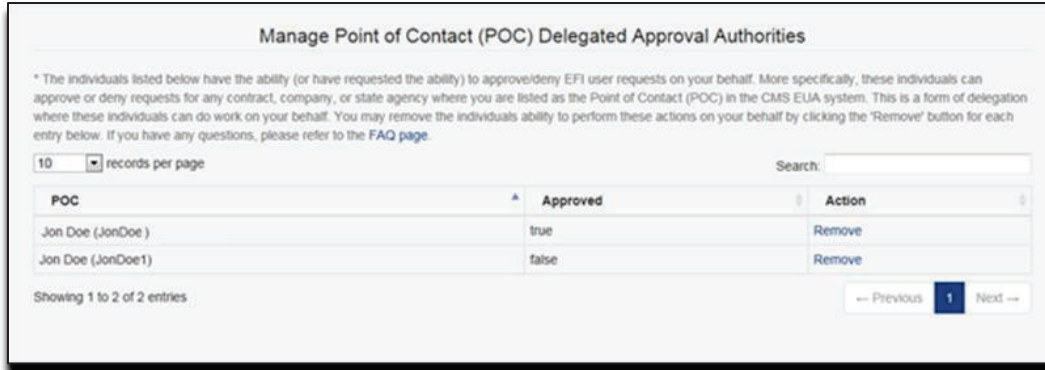 Manage Point of Contact (POC) Delegated Approval Authorities
* The individuals listed below have the ability (or have requested the ability) to approve/deny EFI user requests on your behalf. More specifically, these individuals can
approve or deny requests for any contract, company, or state agency where you are listed as the Point of Contact (POC) in the CMS EUA system. This is a form of delegation
where these individuals can do work on your behalf. You may remove the individuals ability to perform these actions on your behalf by clicking the 'Remove' button for each
entry below. If you have any questions, please refer to the FAQ page.
10 records per page Search:
POC Approved Action
Jon Doe (JonDoe ) true Remove
Jon Doe (JonDoe1) false Remove
Showing 1 to 2 of 2 entries ← Previous 1 Next →